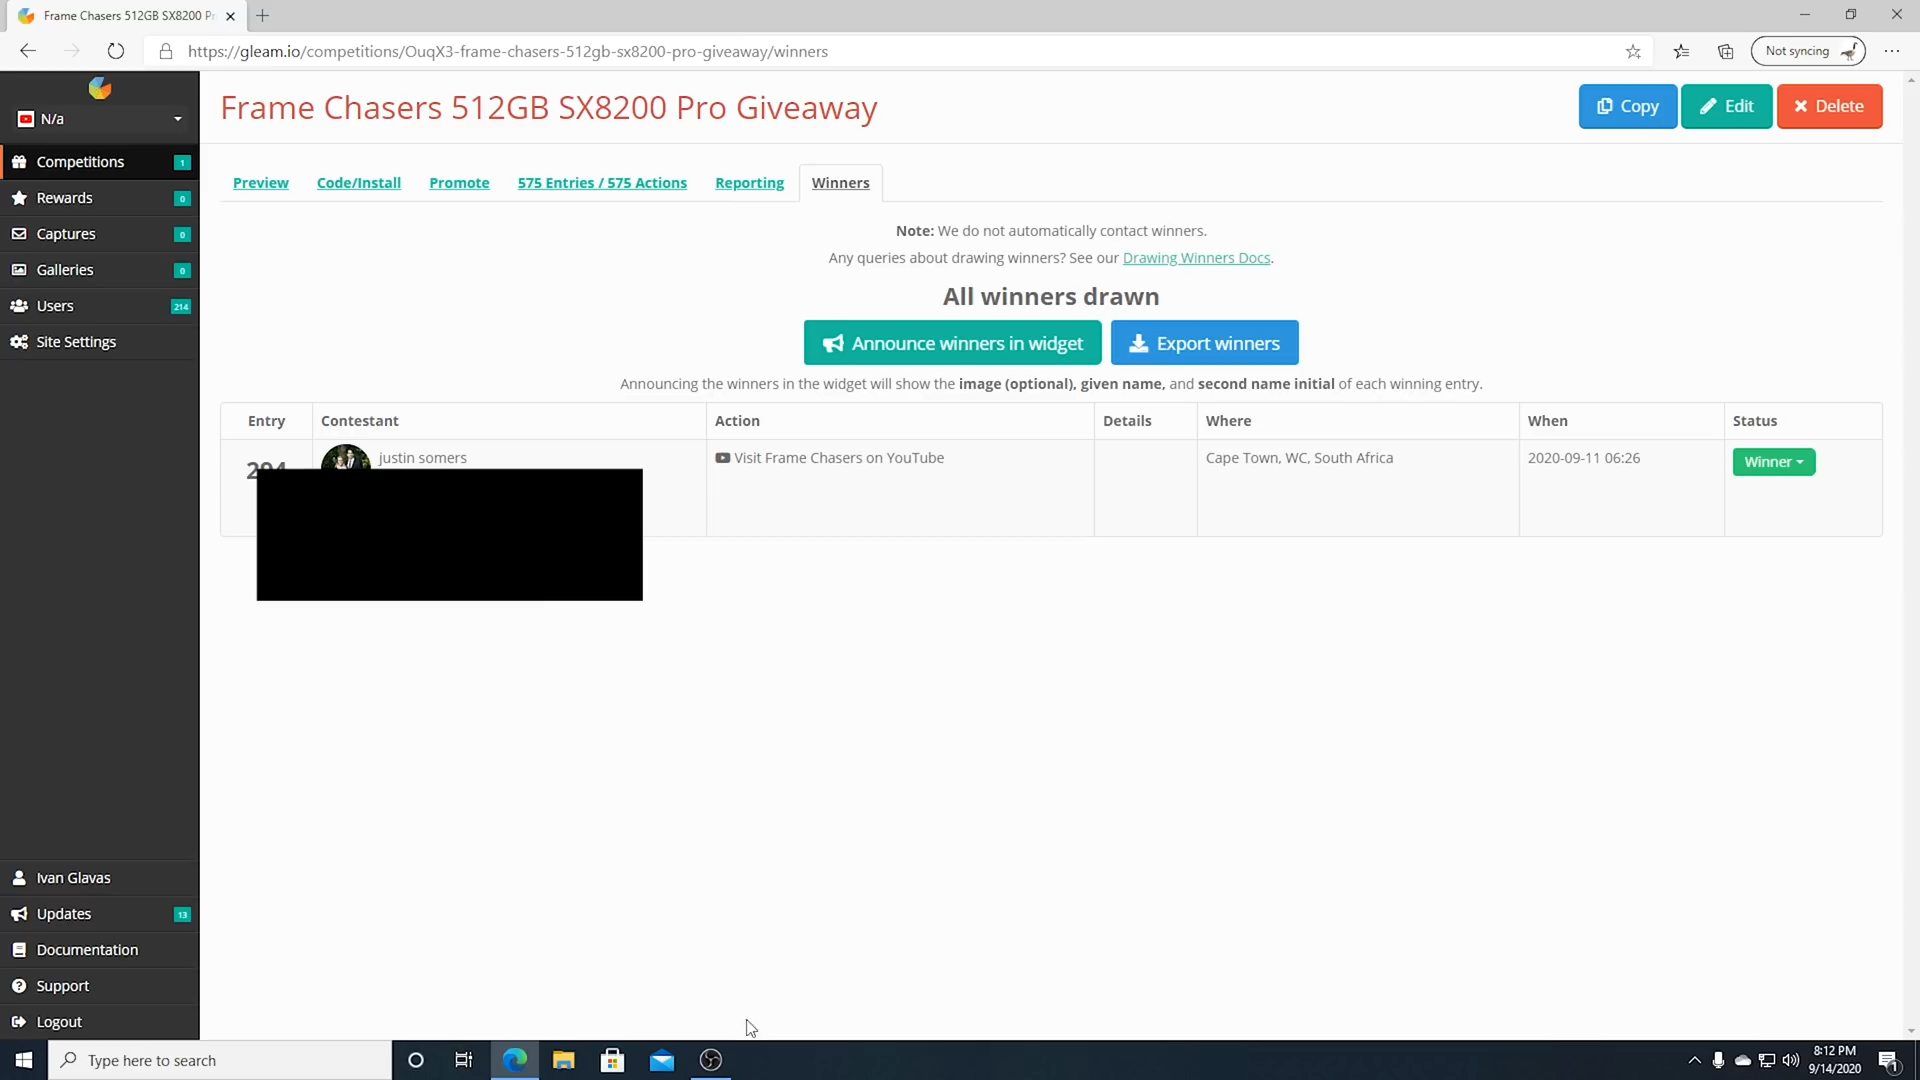 Frame Chasers 512GB SX8200 Pr
https://gleam.io/competitions/OuqX3-frame-chasers-512gb-sx8200-pro-giveaway/winners
Not syncing
N/a
Competitions 1
Rewards 0
Captures 0
Galleries 0
Users 214
Site Settings
Ivan Glavas
Updates 13
Documentation
Support
Logout
Frame Chasers 512GB SX8200 Pro Giveaway
Copy Edit Delete
Preview Code/Install Promote 575 Entries / 575 Actions Reporting Winners
Note: We do not automatically contact winners.
Any queries about drawing winners? See our Drawing Winners Docs.
All winners drawn
Announce winners in widget Export winners
Announcing the winners in the widget will show the image (optional), given name, and second name initial of each winning entry.
Entry Contestant Action Details Where When Status
justin somers Visit Frame Chasers on YouTube Cape Town, WC, South Africa 2020-09-11 06:26 Winner
Type here to search
8:12 PM
9/14/2020
1